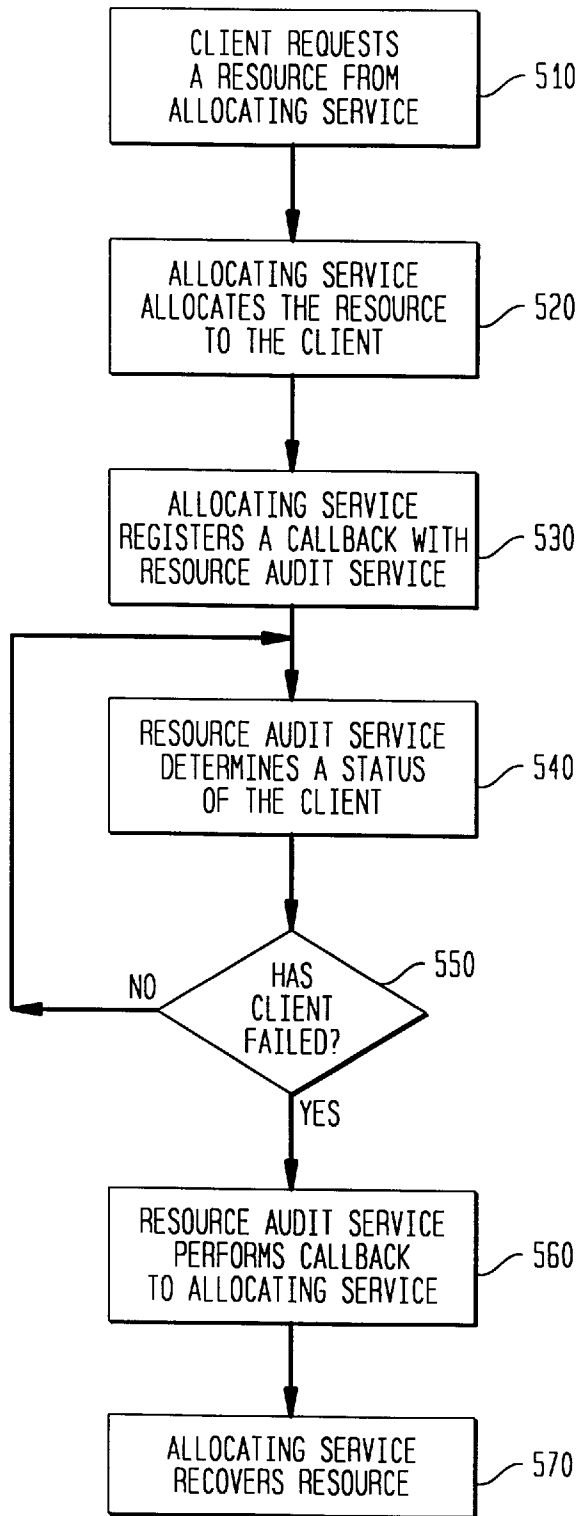 CLIENT REQUESTS
A RESOURCE FROM
ALLOCATING SERVICE
510
ALLOCATING SERVICE
ALLOCATES THE RESOURCE
TO THE CLIENT
520
ALLOCATING SERVICE
REGISTERS A CALLBACK WITH
RESOURCE AUDIT SERVICE
530
RESOURCE AUDIT SERVICE
DETERMINES A STATUS
OF THE CLIENT
540
HAS
CLIENT
FAILED?
550
NO
YES
RESOURCE AUDIT SERVICE
PERFORMS CALLBACK
TO ALLOCATING SERVICE
560
ALLOCATING SERVICE
RECOVERS RESOURCE
570